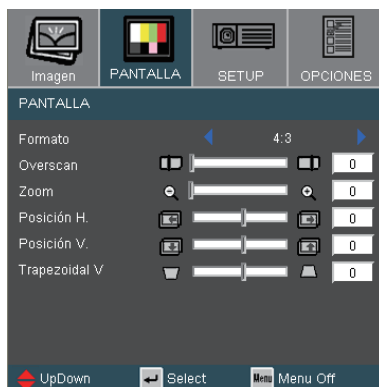 Imagen PANTALLA SETUP OPCIONES
PANTALLA
Formato 4:3
Overscan 0
Zoom 0
Posición H. 0
Posición V. 0
Trapezoidal V 0
UpDown Select Menu Menu Off